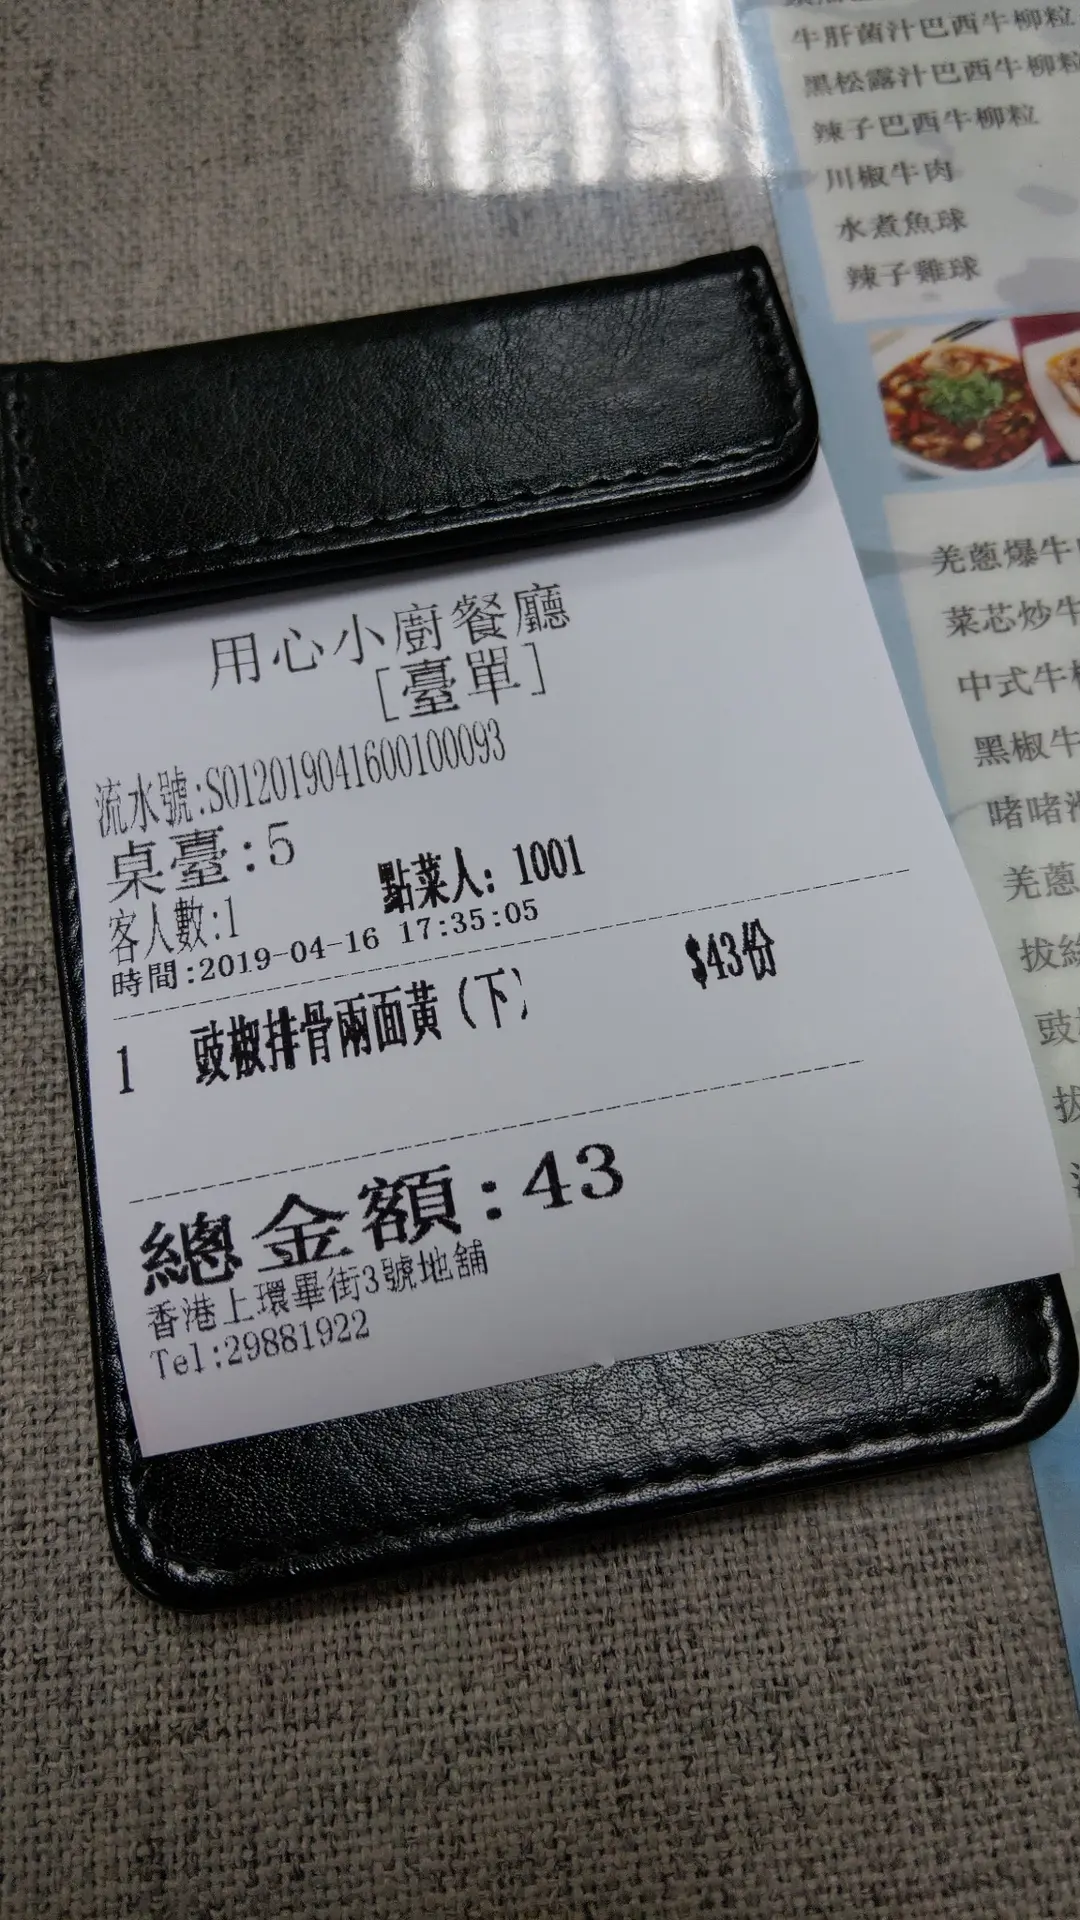 牛肝菌汁巴西牛柳粒
黑松露汁巴西牛柳粒
辣子巴西牛柳粒
川椒牛肉
水煮魚球
辣子雞球
羌蔥爆牛
菜芯炒牛
中式牛
黑椒牛
啫啫
羌蔥
拔絲
豉
拔
用心小廚餐廳
[臺單]
流水號:S012019041600100093
桌臺:5
客人數:1 點菜人: 1001
時間:2019-04-16 17:35:05
1 豉椒排骨兩面黃(下) $43份
總金額:43
香港上環畢街3號地舖
Tel:29881922